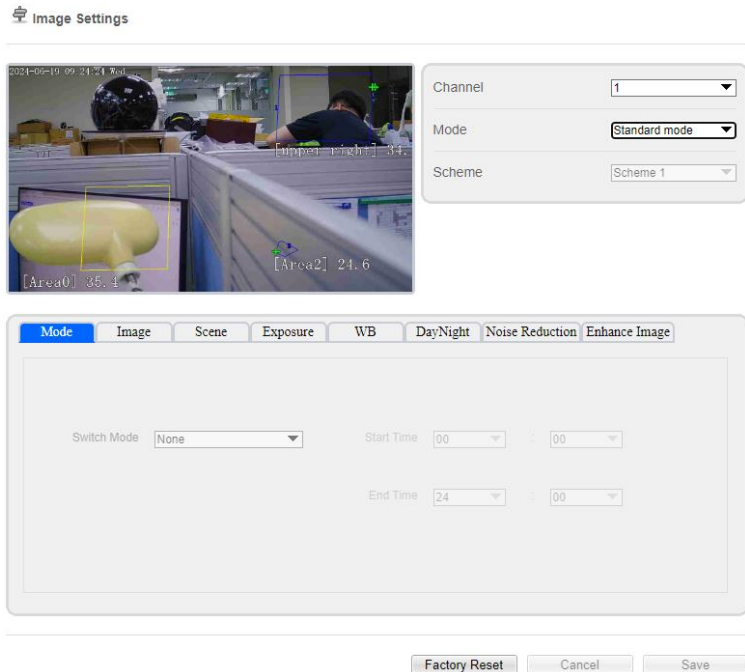 Image Settings
2024-06-19 09:24:24 Wed
[upper right] 34.
[Area2] 24.6
[Area0] 35.4
Channel 1
Mode Standard mode
Scheme Scheme 1
Mode Image Scene Exposure WB DayNight Noise Reduction Enhance Image
Switch Mode None Start Time 00 : 00
End Time 24 : 00
Factory Reset Cancel Save